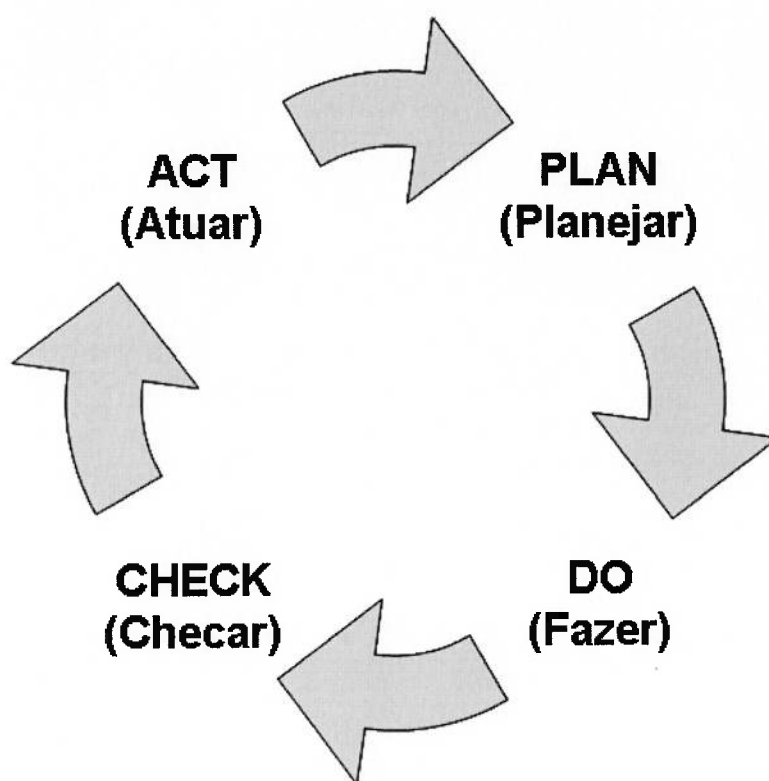 ACT
(Atuar)
PLAN
(Planejar)
CHECK
(Checar)
DO
(Fazer)